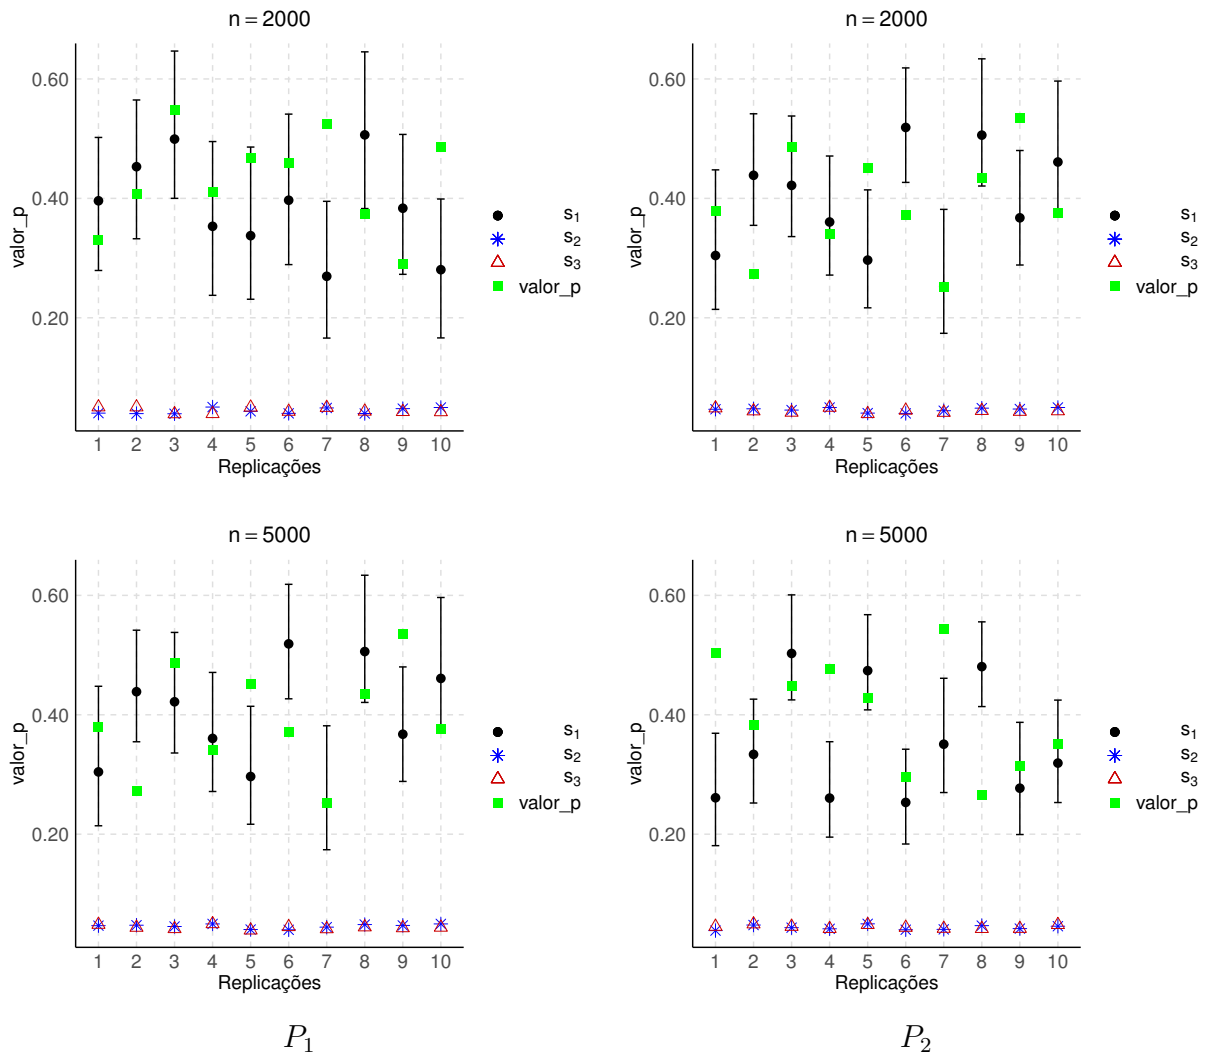 n = 2000
valor_p
0.60
0.40
0.20
1 2 3 4 5 6 7 8 9 10
Replicações
s1
s2
s3
valor_p
n = 2000
valor_p
0.60
0.40
0.20
1 2 3 4 5 6 7 8 9 10
Replicações
s1
s2
s3
valor_p
n = 5000
valor_p
0.60
0.40
0.20
1 2 3 4 5 6 7 8 9 10
Replicações
s1
s2
s3
valor_p
n = 5000
valor_p
0.60
0.40
0.20
1 2 3 4 5 6 7 8 9 10
Replicações
s1
s2
s3
valor_p
P1
P2